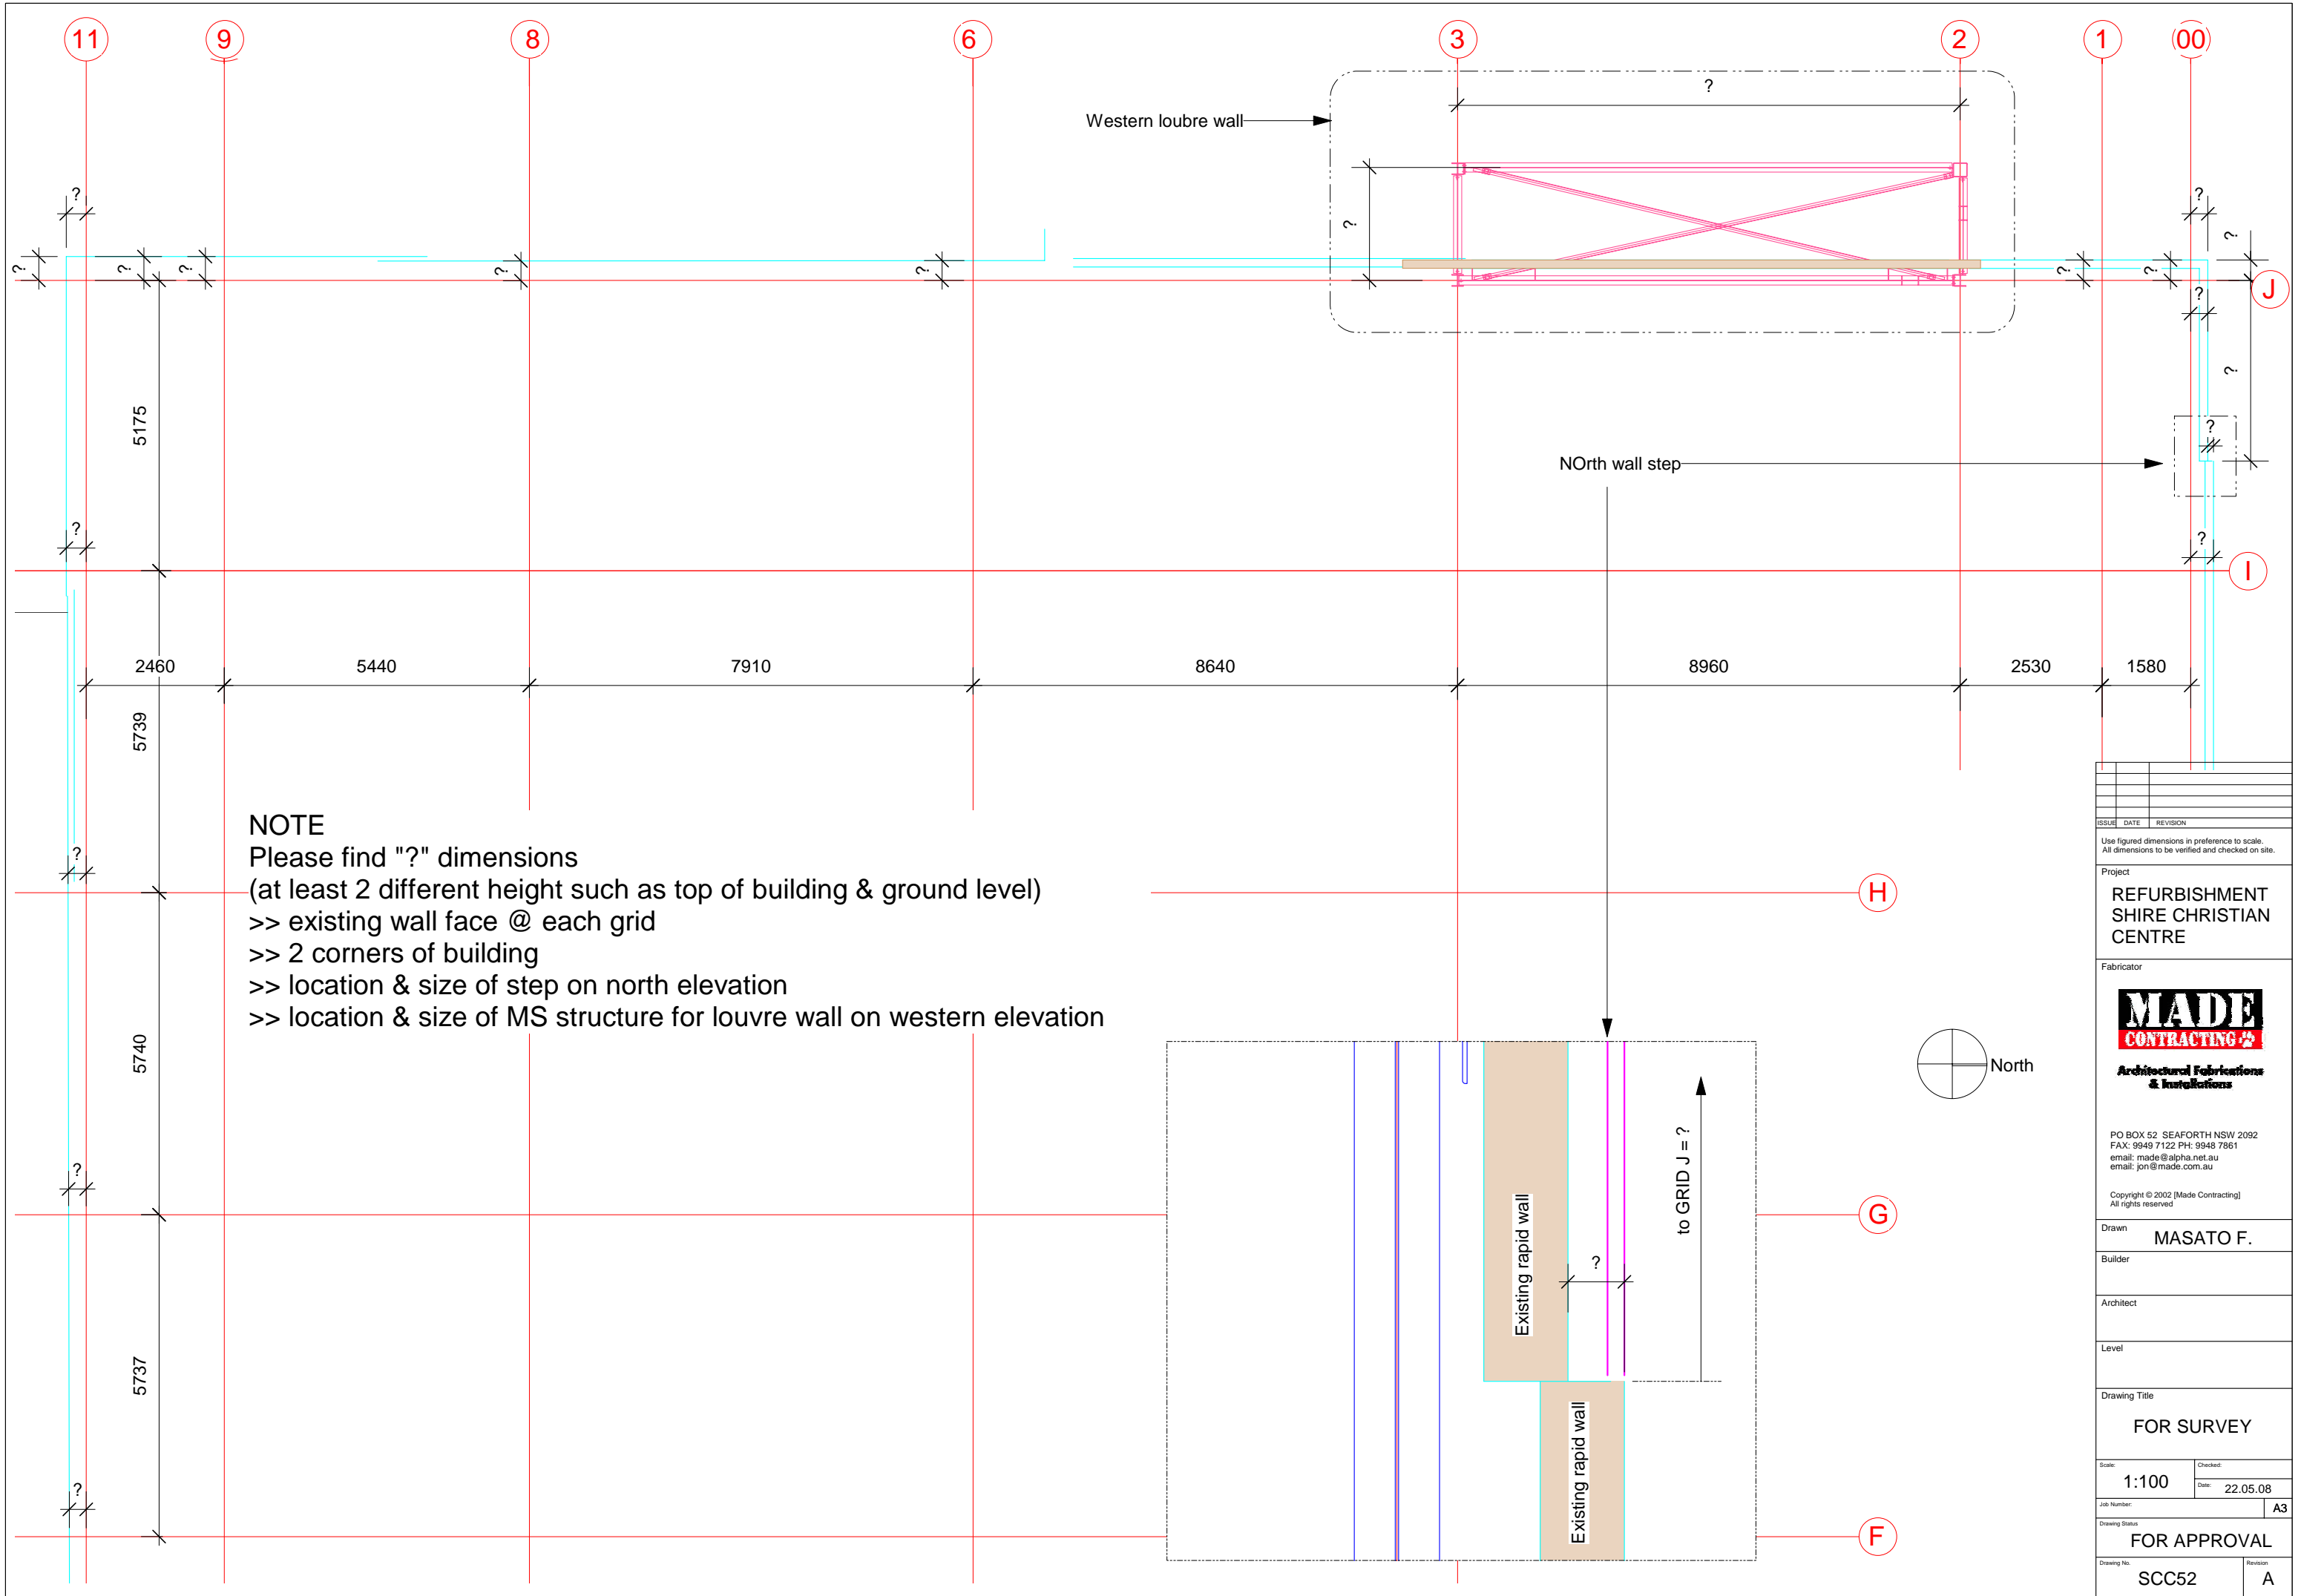 11
9
8
6
3
2
1
00
?
Western loubre wall
?
?
?
?
?
?
?
?
?
?
?
?
J
?
?
5175
?
NOrth wall step
?
?
I
2460
5440
7910
8640
8960
2530
1580
5739
NOTE
Please find "?" dimensions
(at least 2 different height such as top of building & ground level)
>> existing wall face @ each grid
>> 2 corners of building
>> location & size of step on north elevation
>> location & size of MS structure for louvre wall on western elevation
?
H
5740
North
?
G
to GRID J = ?
Existing rapid wall
?
5737
Existing rapid wall
?
F
ISSUE DATE REVISION
Use figured dimensions in preference to scale.
All dimensions to be verified and checked on site.
Project
REFURBISHMENT
SHIRE CHRISTIAN
CENTRE
Fabricator
MADE
CONTRACTING
Architectural Fabrications
& Installations
PO BOX 52 SEAFORTH NSW 2092
FAX: 9949 7122 PH: 9948 7861
email: made@alpha.net.au
email: jon@made.com.au
Copyright © 2002 [Made Contracting]
All rights reserved
Drawn
MASATO F.
Builder
Architect
Level
Drawing Title
FOR SURVEY
Scale:
1:100
Checked:
Date: 22.05.08
Job Number:
A3
Drawing Status
FOR APPROVAL
Drawing No.
SCC52
Revision
A